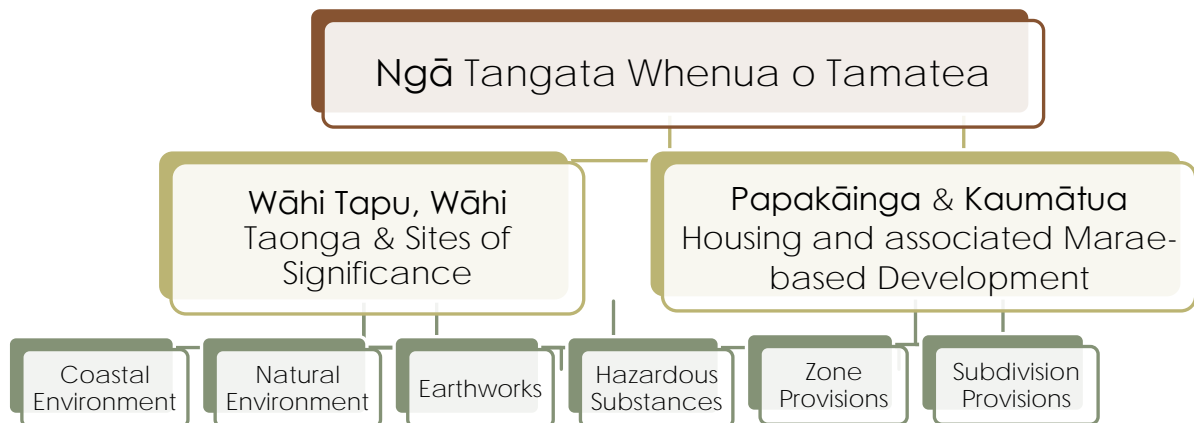 Ngā Tangata Whenua o Tamatea
Wāhi Tapu, Wāhi
Taonga & Sites of
Significance
Papakāinga & Kaumātua
Housing and associated Marae-
based Development
Coastal
Environment
Natural
Environment
Earthworks
Hazardous
Substances
Zone
Provisions
Subdivision
Provisions